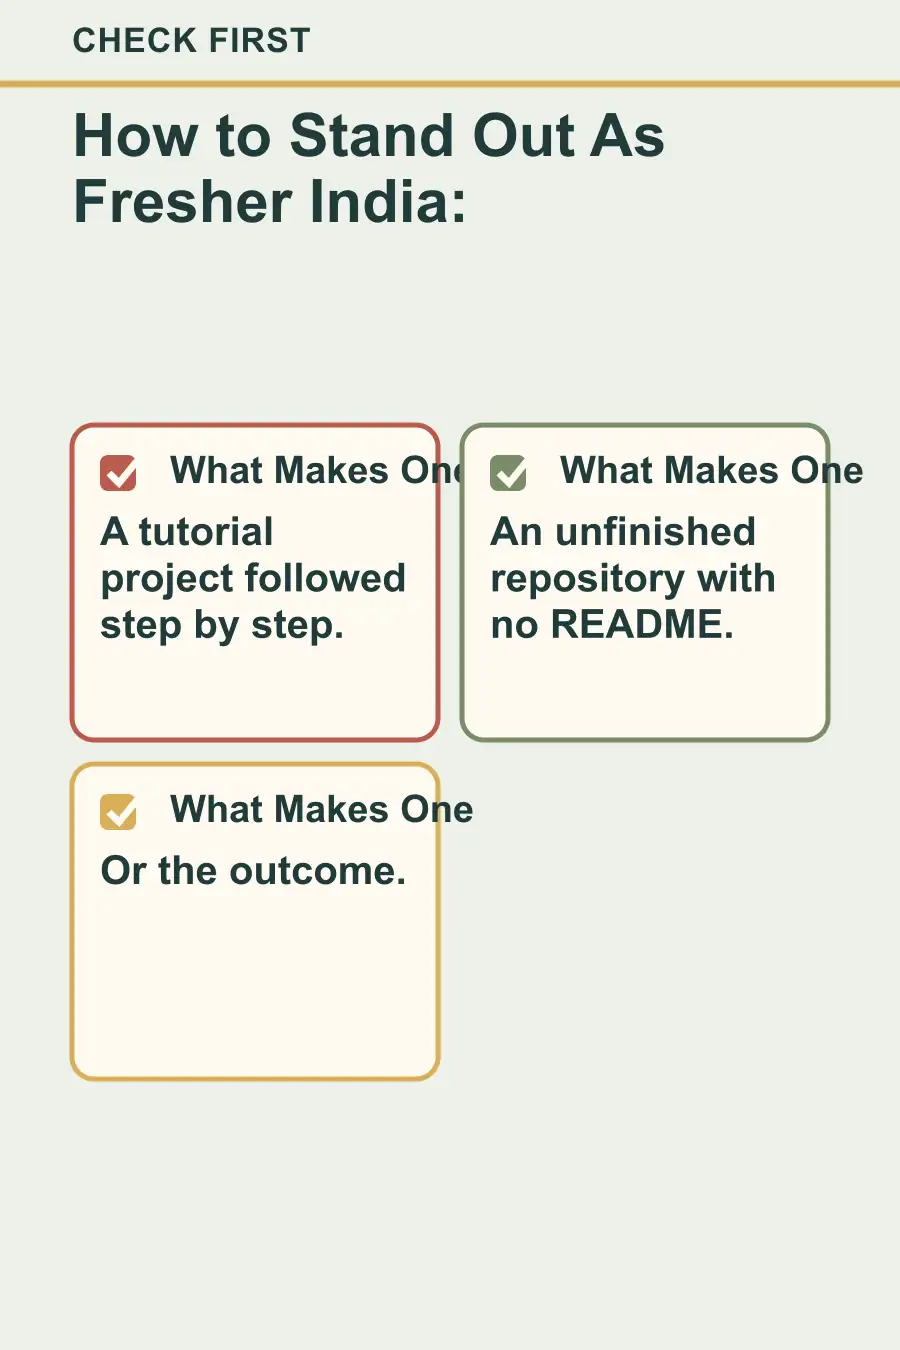 CHECK FIRST
How to Stand Out As
Fresher India:
What Makes One
A tutorial
project followed
step by step.
What Makes One
An unfinished
repository with
no README.
What Makes One
Or the outcome.